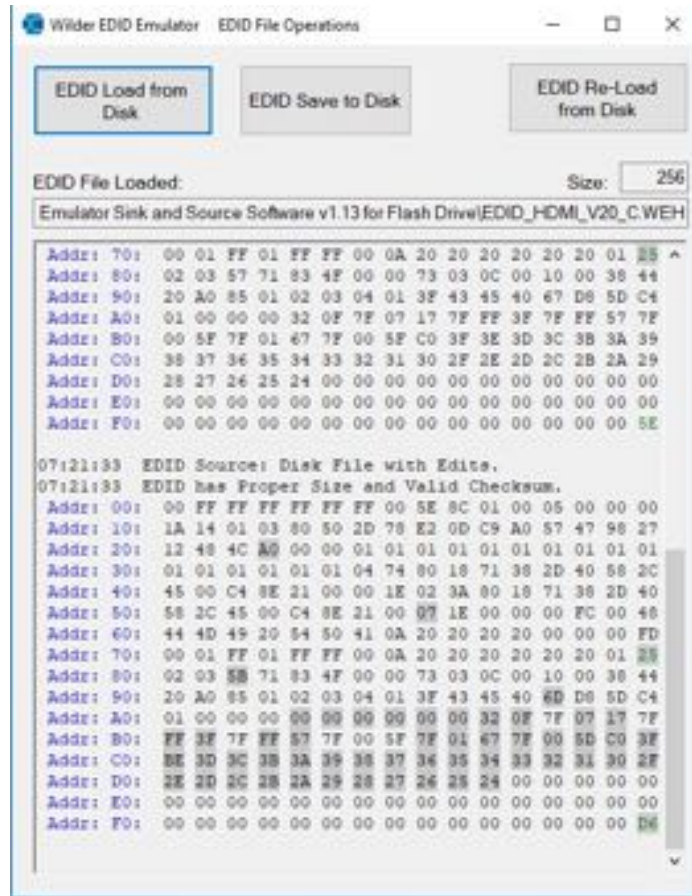 Wilder EDID Emulator EDID File Operations
EDID Load from Disk
EDID Save to Disk
EDID Re-Load from Disk
EDID File Loaded:
Size: 256
Emulator Sink and Source Software v1.13 for Flash Drive\EDID_HDMI_V20_C.WEH
Addr: 70: 00 01 FF 01 FF FF 00 0A 20 20 20 20 20 20 01 25
Addr: 80: 02 03 57 71 83 4F 00 00 73 03 0C 00 10 00 38 44
Addr: 90: 20 A0 85 01 02 03 04 01 3F 43 45 40 67 D8 5D C4
Addr: A0: 01 00 00 00 32 0F 7F 07 17 7F FF 3F 7F FF 57 7F
Addr: B0: 00 5F 7F 01 67 7F 00 5F C0 3F 3E 3D 3C 3B 3A 39
Addr: C0: 38 37 36 35 34 33 32 31 30 2F 2E 2D 2C 2B 2A 29
Addr: D0: 28 27 26 25 24 00 00 00 00 00 00 00 00 00 00 00
Addr: E0: 00 00 00 00 00 00 00 00 00 00 00 00 00 00 00 00
Addr: F0: 00 00 00 00 00 00 00 00 00 00 00 00 00 00 00 5E
07:21:33 EDID Source: Disk File with Edits.
07:21:33 EDID has Proper Size and Valid Checksum.
Addr: 00: 00 FF FF FF FF FF FF 00 5E 8C 01 00 05 00 00 00
Addr: 10: 1A 14 01 03 80 50 2D 78 E2 0D C9 A0 57 47 98 27
Addr: 20: 12 48 4C A0 00 00 01 01 01 01 01 01 01 01 01 01
Addr: 30: 01 01 01 01 01 01 04 74 80 18 71 38 2D 40 58 2C
Addr: 40: 45 00 C4 8E 21 00 00 1E 02 3A 80 18 71 38 2D 40
Addr: 50: 58 2C 45 00 C4 8E 21 00 07 1E 00 00 00 FC 00 48
Addr: 60: 44 4D 49 20 54 50 41 0A 20 20 20 20 00 00 00 FD
Addr: 70: 00 01 FF 01 FF FF 00 0A 20 20 20 20 20 20 01 25
Addr: 80: 02 03 5B 71 83 4F 00 00 73 03 0C 00 10 00 38 44
Addr: 90: 20 A0 85 01 02 03 04 01 3F 43 45 40 6D D8 5D C4
Addr: A0: 01 00 00 00 00 00 00 00 00 00 32 0F 7F 07 17 7F
Addr: B0: FF 3F 7F FF 57 7F 00 5F 7F 01 67 7F 00 5D C0 3F
Addr: C0: BE 3D 3C 3B 3A 39 38 37 36 35 34 33 32 31 30 2F
Addr: D0: 2E 2D 2C 2B 2A 29 28 27 26 25 24 00 00 00 00 00
Addr: E0: 00 00 00 00 00 00 00 00 00 00 00 00 00 00 00 00
Addr: F0: 00 00 00 00 00 00 00 00 00 00 00 00 00 00 00 D6